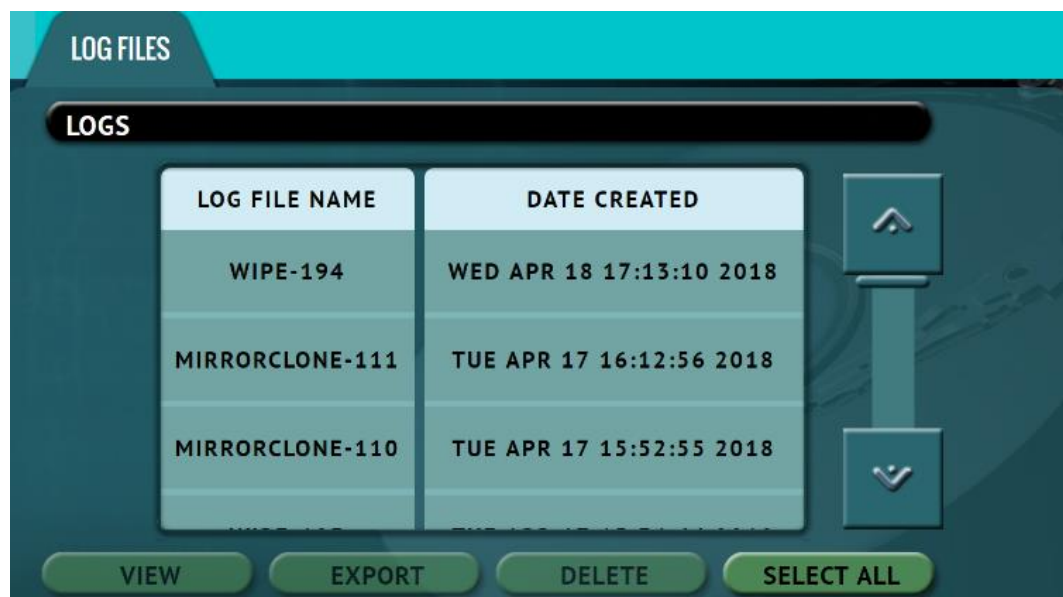 LOG FILES
LOGS
LOG FILE NAME DATE CREATED
WIPE-194 WED APR 18 17:13:10 2018
MIRRORCLONE-111 TUE APR 17 16:12:56 2018
MIRRORCLONE-110 TUE APR 17 15:52:55 2018
VIEW EXPORT DELETE SELECT ALL